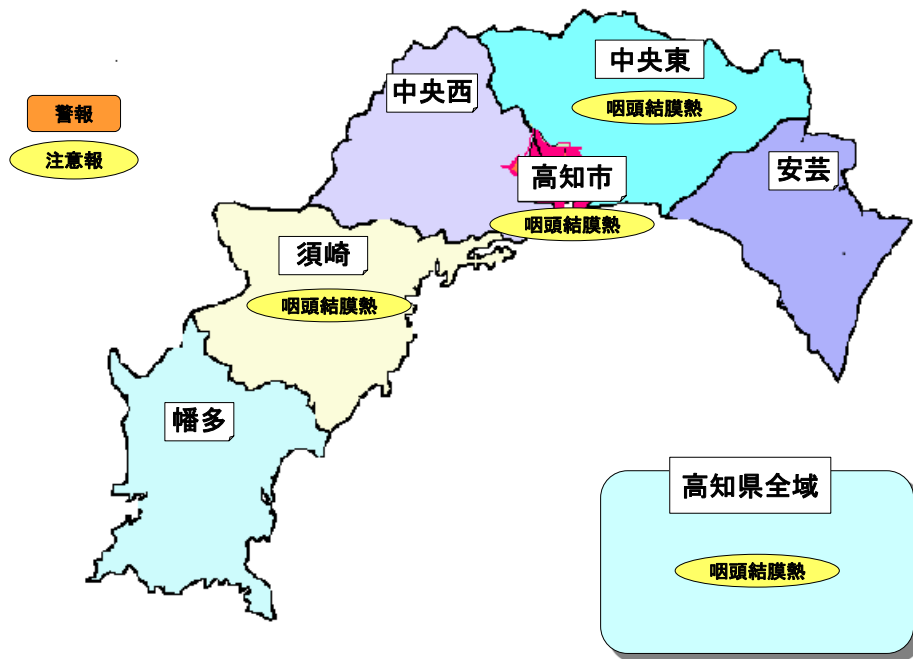 警報
注意報
中央東
咽頭結膜熱
中央西
安芸
高知市
咽頭結膜熱
須崎
咽頭結膜熱
幡多
高知県全域
咽頭結膜熱